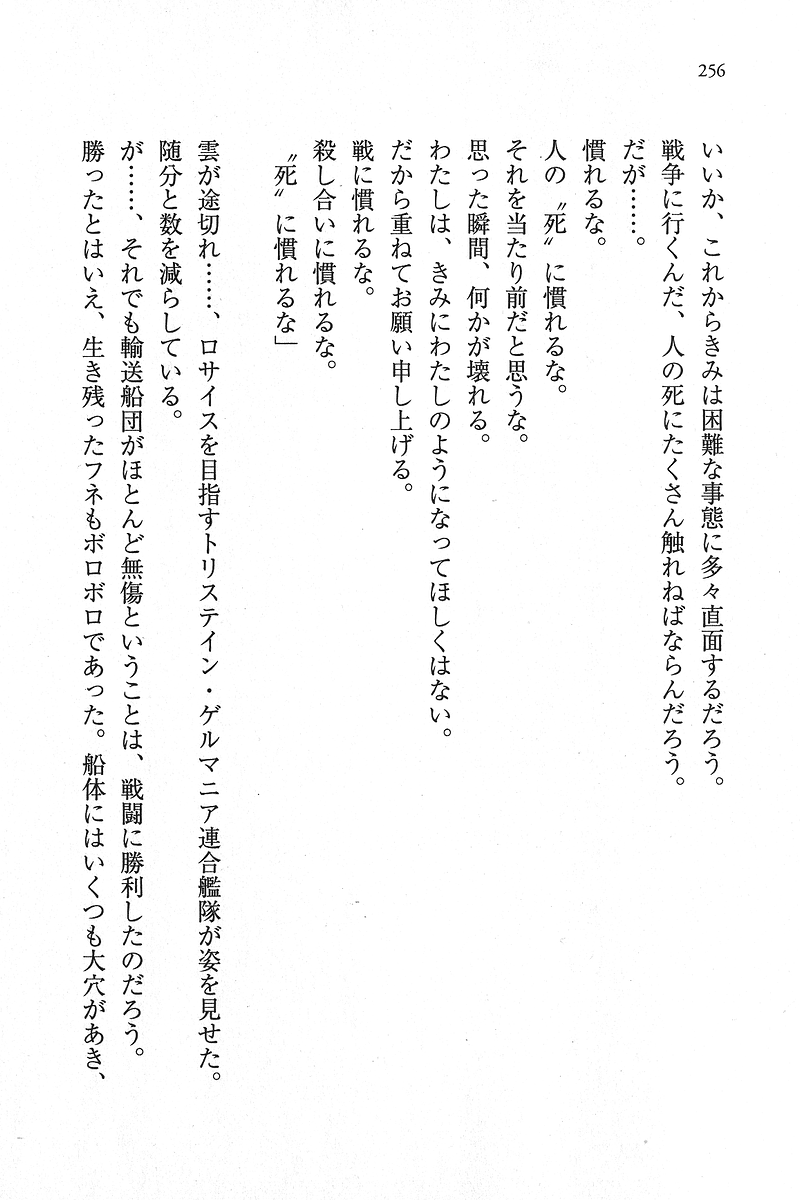 256
いいか、これからきみは困難な事態に多々直面するだろう。
戦争に行くんだ、人の死にたくさん触れねばならんだろう。
だが……。
慣れるな。
人の〝死〟に慣れるな。
それを当たり前だと思うな。
思った瞬間、何かが壊れる。
わたしは、きみにわたしのようになってほしくはない。
だから重ねてお願い申し上げる。
戦に慣れるな。
殺し合いに慣れるな。
〝死〟に慣れるな」
雲が途切れ……、ロサイスを目指すトリステイン・ゲルマニア連合艦隊が姿を見せた。
随分と数を減らしている。
が……、それでも輸送船団がほとんど無傷ということは、戦闘に勝利したのだろう。
勝ったとはいえ、生き残ったフネもボロボロであった。船体にはいくつも大穴があき、